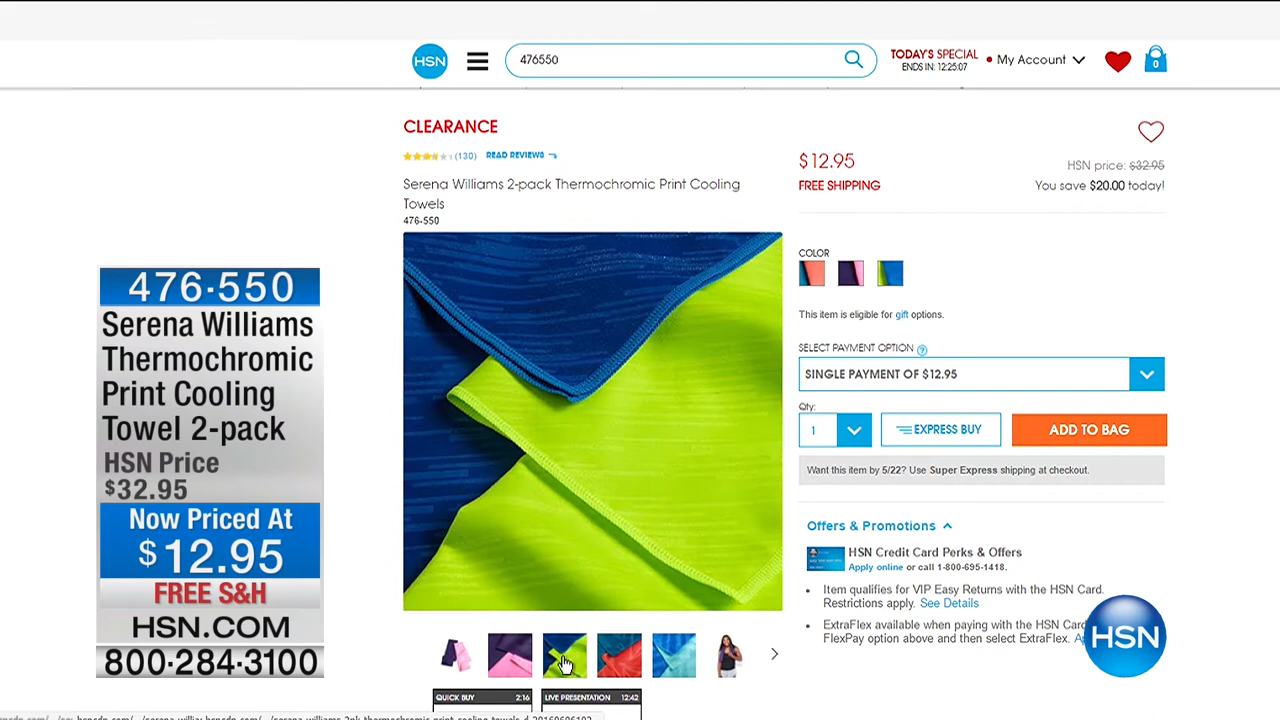 HSN
476550
TODAY'S SPECIAL
ENDS IN: 12:25:07
My Account
0
CLEARANCE
(130) READ REVIEWS
Serena Williams 2-pack Thermochromic Print Cooling
Towels
476-550
$12.95
HSN price: $32.95
FREE SHIPPING
You save $20.00 today!
COLOR
This item is eligible for gift options.
SELECT PAYMENT OPTION ?
SINGLE PAYMENT OF $12.95
Qty:
1
EXPRESS BUY
ADD TO BAG
Want this item by 5/22? Use Super Express shipping at checkout.
Offers & Promotions
HSN Credit Card Perks & Offers
Apply online or call 1-800-695-1418.
Item qualifies for VIP Easy Returns with the HSN Card.
Restrictions apply. See Details
ExtraFlex available when paying with the HSN Card
FlexPay option above and then select ExtraFlex.
HSN
476-550
Serena Williams
Thermochromic
Print Cooling
Towel 2-pack
HSN Price
$32.95
Now Priced At
$12.95
FREE S&H
HSN.COM
800-284-3100
QUICK BUY 2:16
LIVE PRESENTATION 12:42